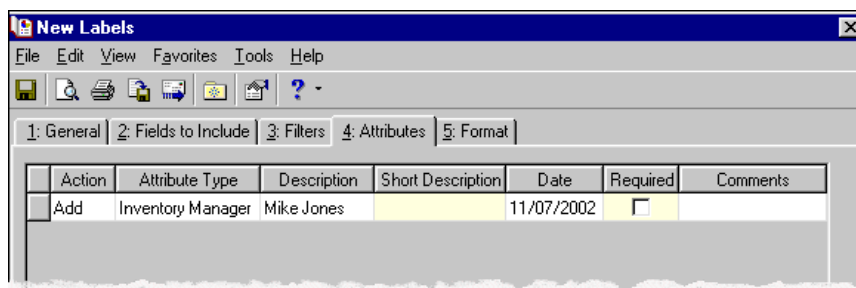 New Labels
File Edit View Favorites Tools Help
?
1: General 2: Fields to Include 3: Filters 4: Attributes 5: Format
Action Attribute Type Description Short Description Date Required Comments
Add Inventory Manager Mike Jones 11/07/2002